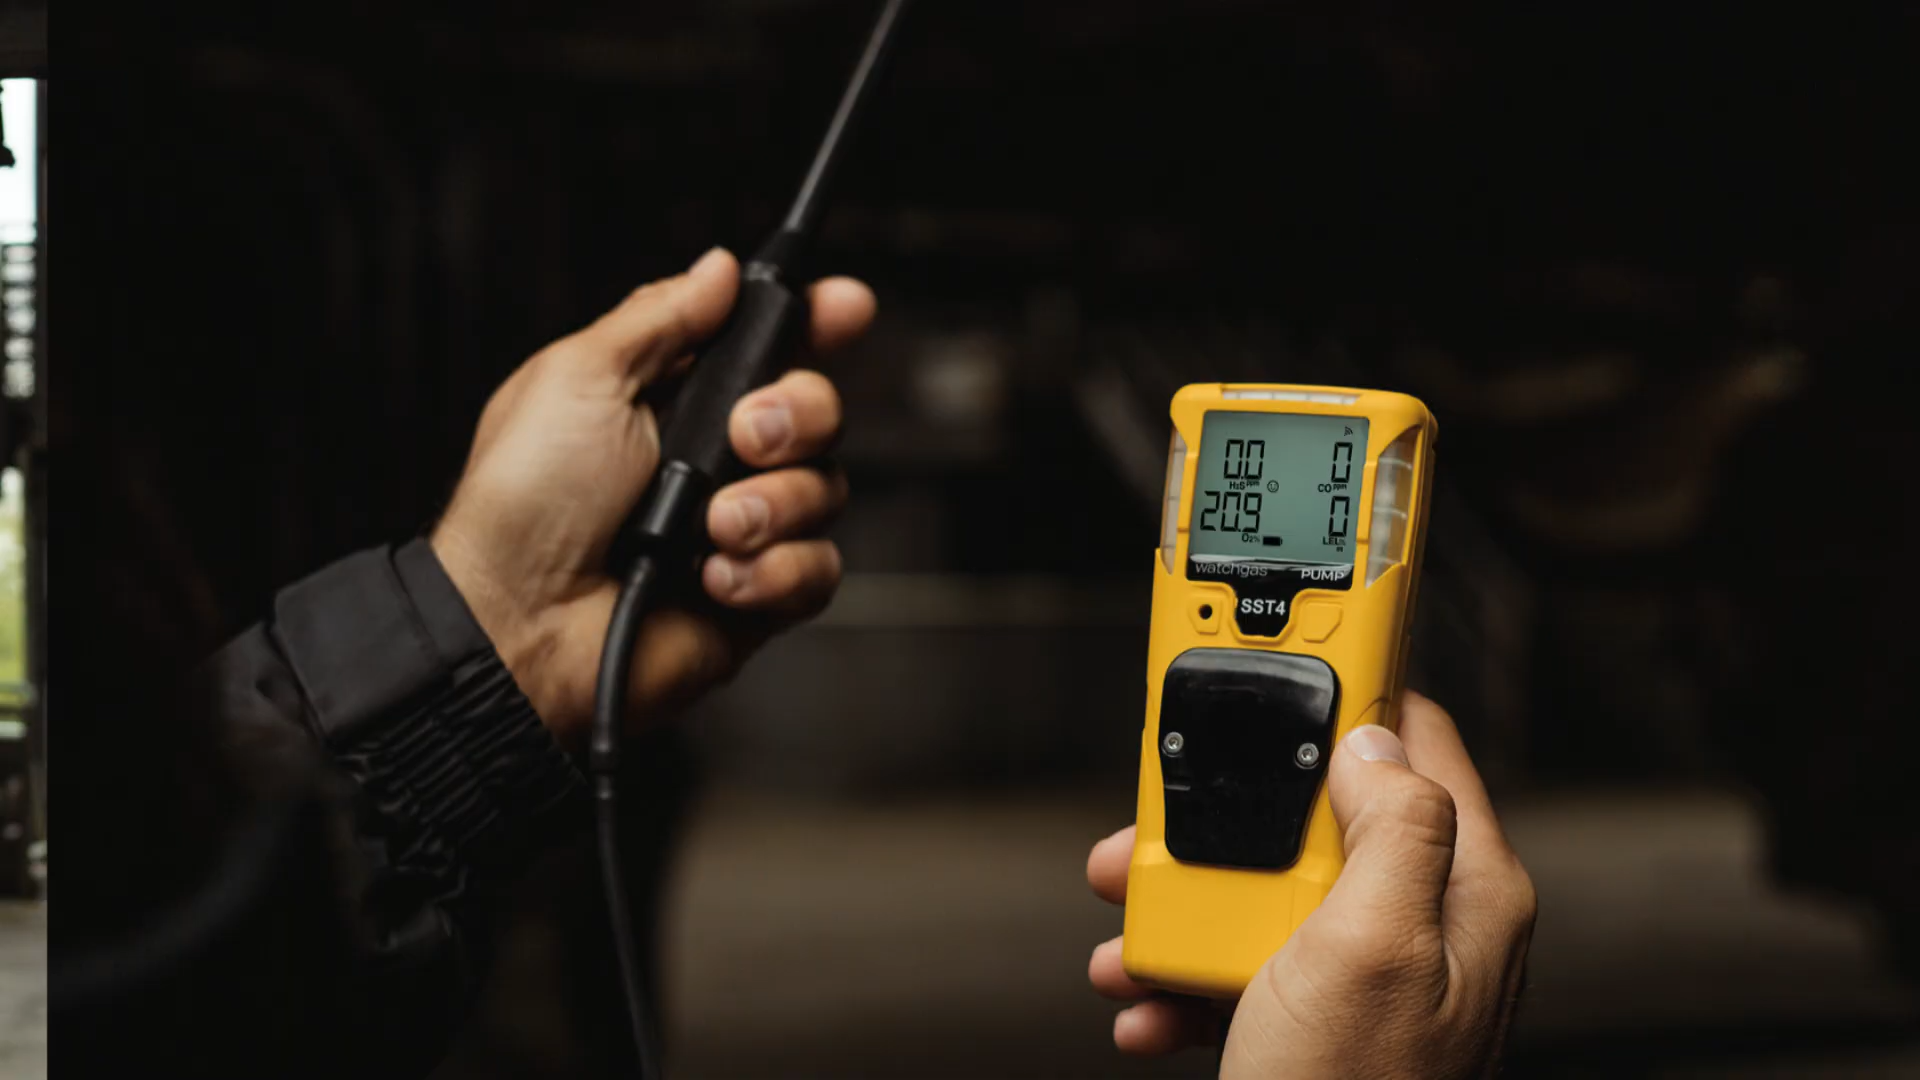 0.0 0
H₂S ppm CO ppm
20.9 0
O₂% LEL%
watchgas PUMP
SST4